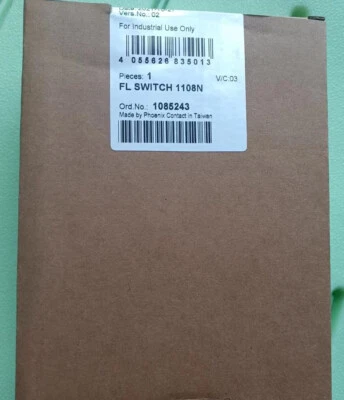 Vers.No.: 02
For Industrial Use Only
4 055626 835013
Pieces: 1 V/C:03
FL SWITCH 1108N
Ord.No.: 1085243
Made by Phoenix Contact in Taiwan